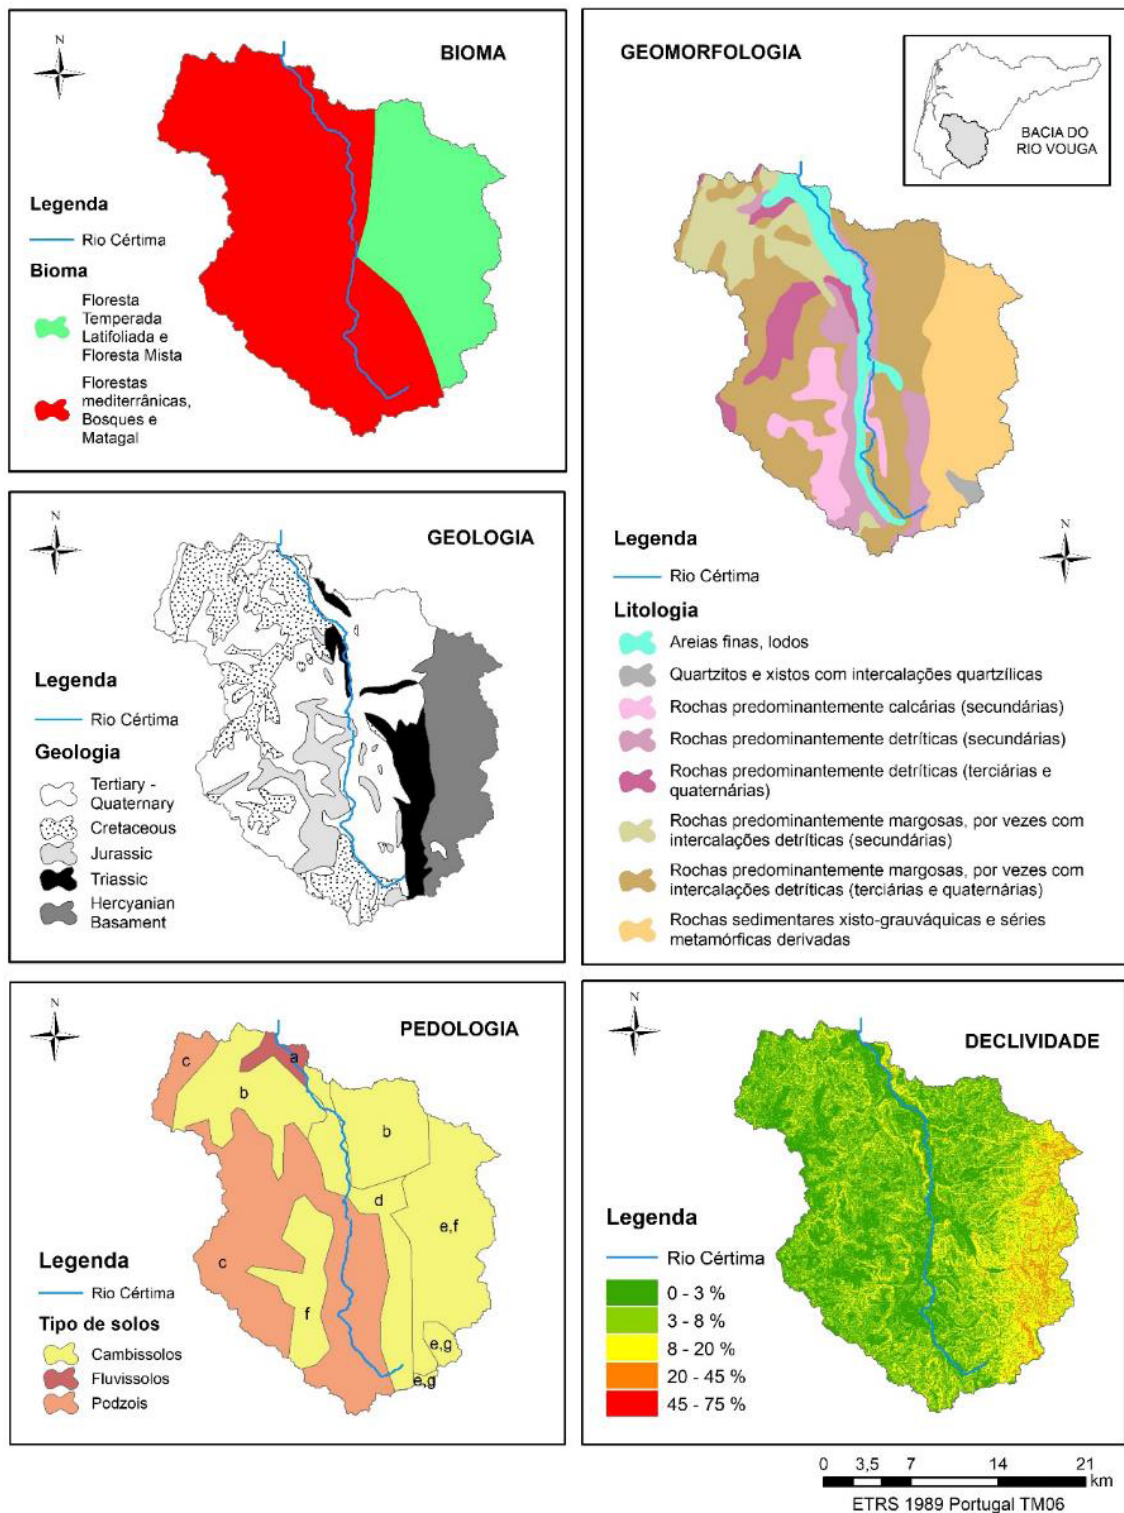 N
BIOMA
Legenda
Rio Cértima
Bioma
Floresta
Temperada
Latifoliada e
Floresta Mista
Florestas
mediterrânicas,
Bosques e
Matagal
GEOMORFOLOGIA
BACIA DO
RIO VOUGA
N
Legenda
Rio Cértima
Litologia
Areias finas, lodos
Quartzitos e xistos com intercalações quartzílicas
Rochas predominantemente calcárias (secundárias)
Rochas predominantemente detríticas (secundárias)
Rochas predominantemente detríticas (terciárias e
quaternárias)
Rochas predominantemente margosas, por vezes com
intercalações detríticas (secundárias)
Rochas predominantemente margosas, por vezes com
intercalações detríticas (terciárias e quaternárias)
Rochas sedimentares xisto-grauváquicas e séries
metamórficas derivadas
N
GEOLOGIA
Legenda
Rio Cértima
Geologia
Tertiary -
Quaternary
Cretaceous
Jurassic
Triassic
Hercyanian
Basament
N
PEDOLOGIA
c
a
b
b
d
e,f
c
f
e,g
e,g
Legenda
Rio Cértima
Tipo de solos
Cambissolos
Fluvissolos
Podzois
N
DECLIVIDADE
Legenda
Rio Cértima
0 - 3 %
3 - 8 %
8 - 20 %
20 - 45 %
45 - 75 %
0 3,5 7 14 21
km
ETRS 1989 Portugal TM06